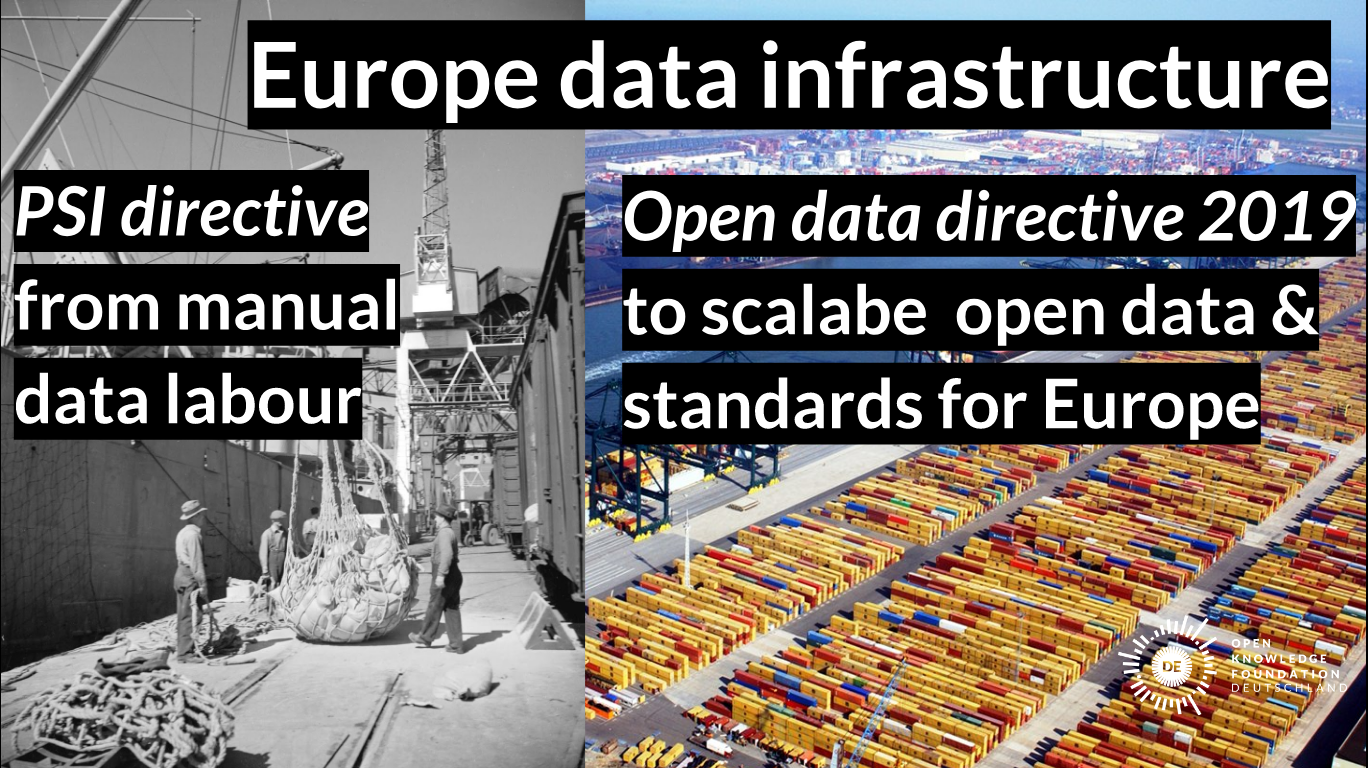 Europe data infrastructure
PSI directive
from manual
data labour
Open data directive 2019
to scalabe open data &
standards for Europe
DE
OPEN
KNOWLEDGE
FOUNDATION
DEUTSCHLAND